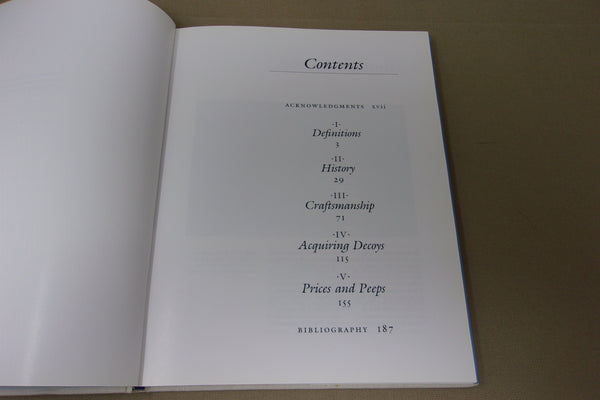 Contents
ACKNOWLEDGMENTS xvii
·I·
Definitions
3
·II·
History
29
·III·
Craftsmanship
71
·IV·
Acquiring Decoys
115
·V·
Prices and Peeps
155
BIBLIOGRAPHY 187